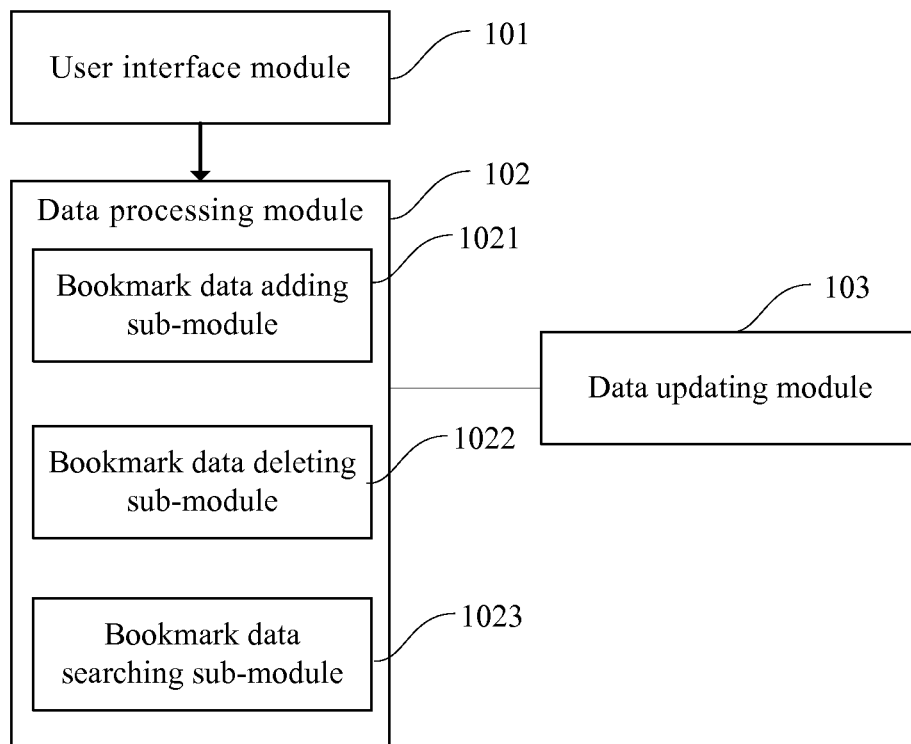 101
User interface module
102
Data processing module
1021
Bookmark data adding
sub-module
103
Data updating module
1022
Bookmark data deleting
sub-module
1023
Bookmark data
searching sub-module